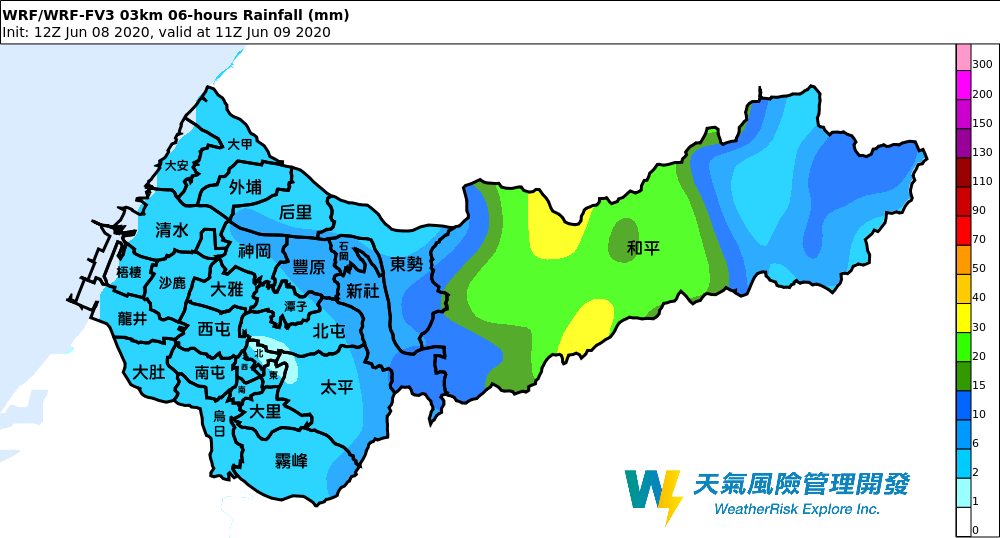 WRF/WRF-FV3 03km 06-hours Rainfall (mm)
Init: 12Z Jun 08 2020, valid at 11Z Jun 09 2020
300
200
150
130
110
90
70
50
40
30
20
15
10
6
2
1
0
大甲
大安
外埔
后里
清水
神岡
石岡
豐原
東勢
和平
梧棲
沙鹿
大雅
新社
潭子
龍井
西屯
北屯
北
西
東
南
大肚
南屯
太平
大里
烏日
霧峰
天氣風險管理開發
WeatherRisk Explore Inc.